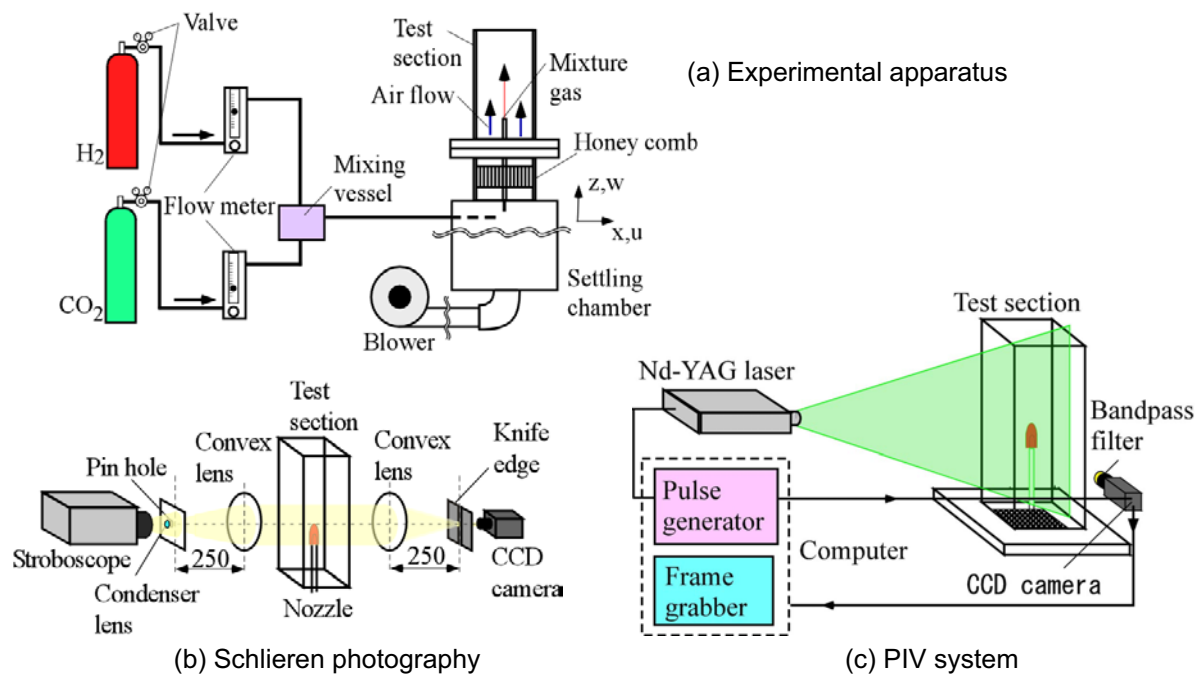 Valve
H2
Flow meter
CO2
Mixing
vessel
Blower
Test
section
Air flow
Mixture
gas
Honey comb
z,w
x,u
Settling
chamber
(a) Experimental apparatus
Stroboscope
Pin hole
Condenser
lens
Convex
lens
250
Test
section
Nozzle
Convex
lens
250
Knife
edge
CCD
camera
(b) Schlieren photography
Nd-YAG laser
Test section
Bandpass
filter
Pulse
generator
Frame
grabber
Computer
CCD camera
(c) PIV system